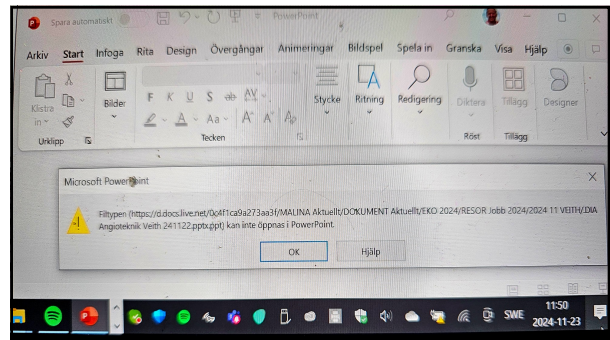 Spara automatiskt PowerPoint
Arkiv Start Infoga Rita Design Övergångar Animeringar Bildspel Spela in Granska Visa Hjälp
Klistra in Bilder F K U S ab AV Aa A A Stycke Ritning Redigering Diktera Tillägg Designer
Urklipp Tecken Röst Tillägg
Microsoft PowerPoint
Filtypen (https://d.docs.live.net/0c4f1ca9a273aa3f/MALINA Aktuellt/DOKUMENT Aktuellt/EKO 2024/RESOR Jobb 2024/2024 11 VEITH/.DIA
Angioteknik Veith 241122.pptx.ppt) kan inte öppnas i PowerPoint.
OK Hjälp
SWE 11:50
2024-11-23